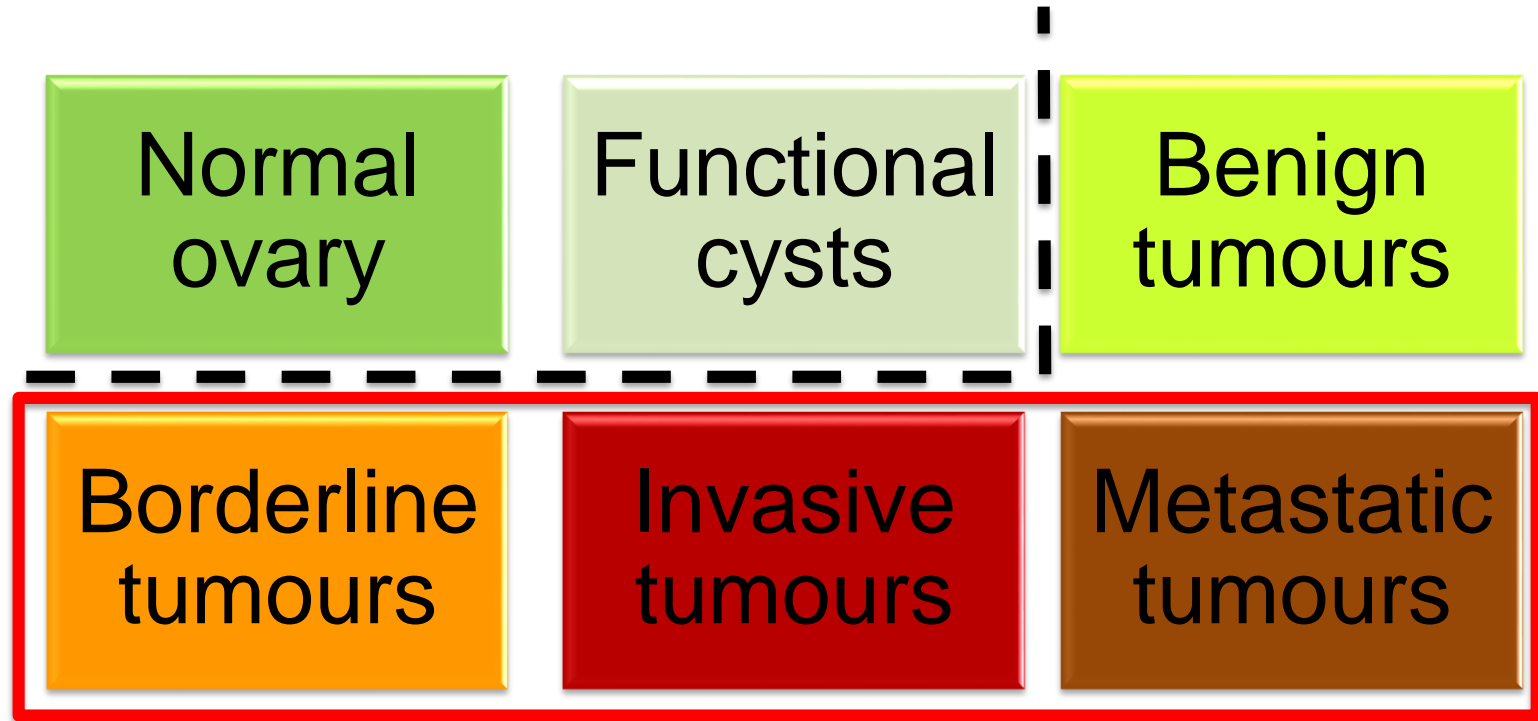 Normal
ovary
Functional
cysts
Benign
tumours
Borderline
tumours
Invasive
tumours
Metastatic
tumours